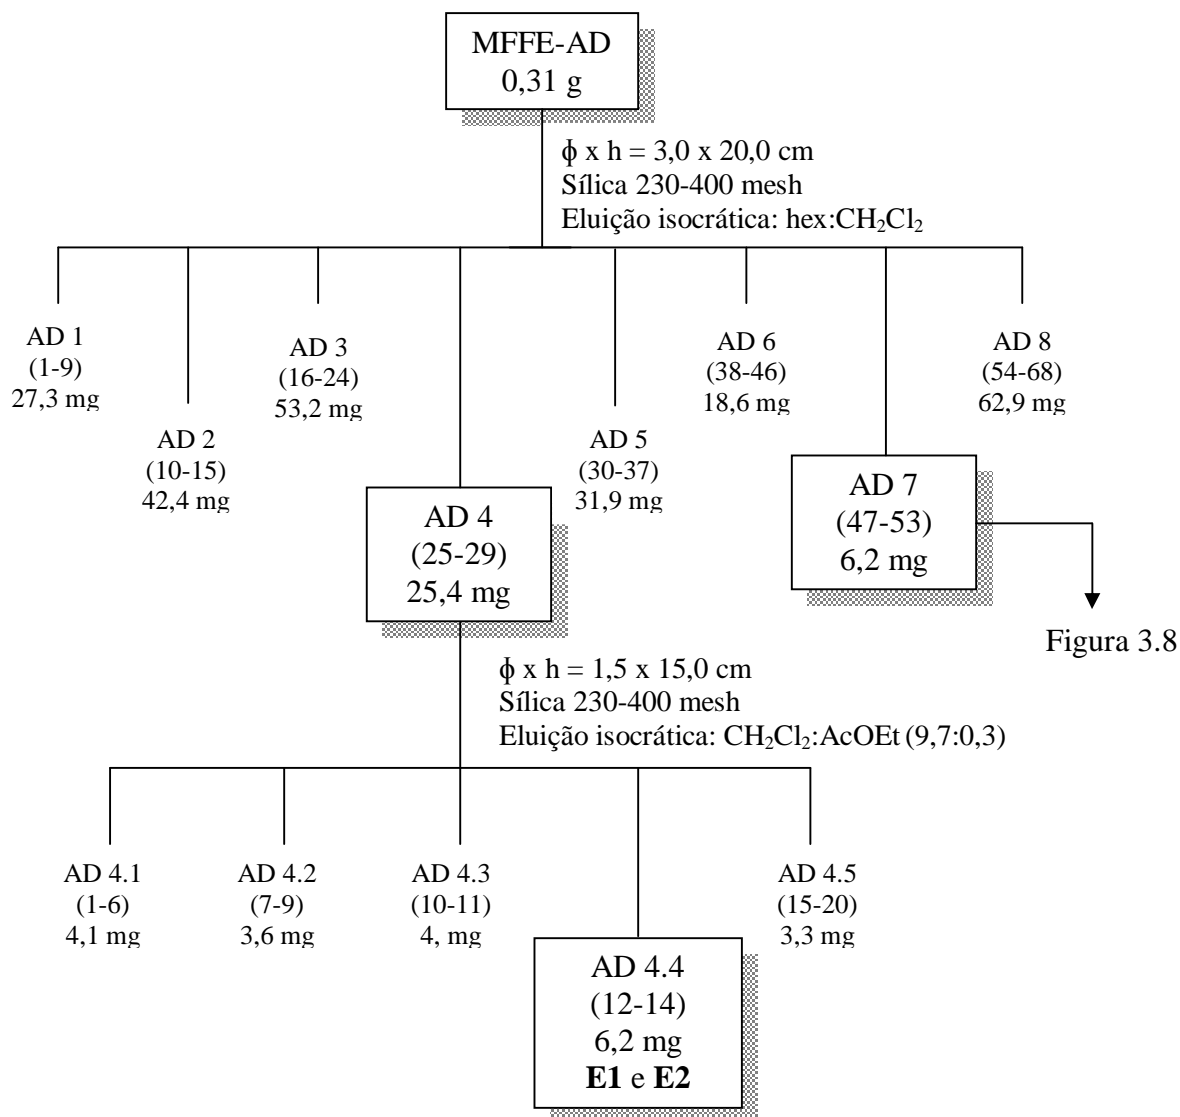 MFFE-AD
0,31 g
ϕ x h = 3,0 x 20,0 cm
Sílica 230-400 mesh
Eluição isocrática: hex:CH₂Cl₂
AD 1
(1-9)
27,3 mg
AD 2
(10-15)
42,4 mg
AD 3
(16-24)
53,2 mg
AD 4
(25-29)
25,4 mg
AD 5
(30-37)
31,9 mg
AD 6
(38-46)
18,6 mg
AD 7
(47-53)
6,2 mg
AD 8
(54-68)
62,9 mg
Figura 3.8
ϕ x h = 1,5 x 15,0 cm
Sílica 230-400 mesh
Eluição isocrática: CH₂Cl₂:AcOEt (9,7:0,3)
AD 4.1
(1-6)
4,1 mg
AD 4.2
(7-9)
3,6 mg
AD 4.3
(10-11)
4, mg
AD 4.4
(12-14)
6,2 mg
E1 e E2
AD 4.5
(15-20)
3,3 mg